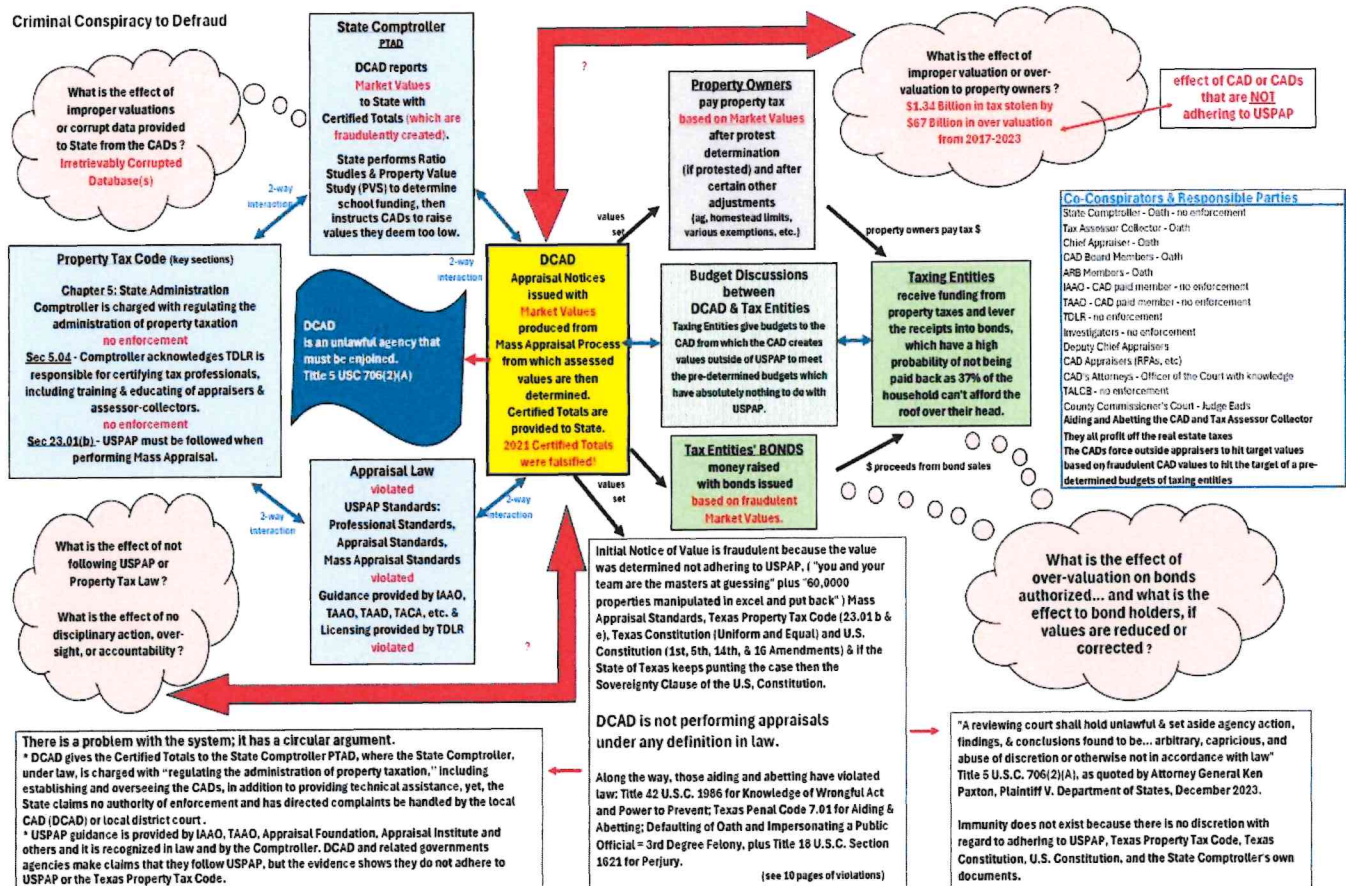 Criminal Conspiracy to Defraud
What is the effect of
improper valuations
or corrupt data provided
to State from the CADs ?
Irretrievably Corrupted
Database(s)
State Comptroller
PTAD
DCAD reports
Market Values
to State with
Certified Totals (which are
fraudulently created).
State performs Ratio
Studies & Property Value
Study (PVS) to determine
school funding, then
instructs CADs to raise
values they deem too low.
?
Property Owners
pay property tax
based on Market Values
after protest
determination
(if protested) and after
certain other
adjustments
(ag, homestead limits,
various exemptions, etc.)
What is the effect of
improper valuation or over-
valuation to property owners ?
$1.34 Billion in tax stolen by
$67 Billion in over valuation
from 2017-2023
effect of CAD or CADs
that are NOT
adhering to USPAP
2-way
interaction
2-way
interaction
values
set
property owners pay tax $
Co-Conspirators & Responsible Parties
State Comptroller - Oath - no enforcement
Tax Assessor Collector - Oath
Chief Appraiser - Oath
CAD Board Members - Oath
ARB Members - Oath
IAAO - CAD paid member - no enforcement
TAAD - CAD paid member - no enforcement
TDLR - no enforcement
Investigators - no enforcement
Deputy Chief Appraisers
CAD Appraisers (RPAs, etc)
CAD's Attorneys - Officer of the Court with knowledge
TALCB - no enforcement
County Commissioner's Court - Judge Eads
Aiding and Abetting the CAD and Tax Assessor Collector
They all profit off the real estate taxes
The CADs force outside appraisers to hit target values
based on fraudulent CAD values to hit the target of a pre-
determined budgets of taxing entities
Property Tax Code (key sections)
Chapter 5: State Administration
Comptroller is charged with regulating the
administration of property taxation
no enforcement
Sec 5.04 - Comptroller acknowledges TDLR is
responsible for certifying tax professionals,
including training & educating of appraisers &
assessor-collectors.
no enforcement
Sec 23.01(b) - USPAP must be followed when
performing Mass Appraisal.
DCAD
is an unlawful agency that
must be enjoined.
Title 5 USC 706(2)(A)
DCAD
Appraisal Notices
issued with
Market Values
produced from
Mass Appraisal Process
from which assessed
values are then
determined.
Certified Totals are
provided to State.
2021 Certified Totals
were falsified!
Budget Discussions
between
DCAD & Tax Entities
Taxing Entities give budgets to the
CAD from which the CAD creates
values outside of USPAP to meet
the pre-determined budgets which
have absolutely nothing to do with
USPAP.
Taxing Entities
receive funding from
property taxes and lever
the receipts into bonds,
which have a high
probability of not being
paid back as 37% of the
household can't afford the
roof over their head.
Tax Entities' BONDS
money raised
with bonds issued
based on fraudulent
Market Values.
$ proceeds from bond sales
values
set
2-way
interaction
2-way
interaction
Appraisal Law
violated
USPAP Standards:
Professional Standards,
Appraisal Standards,
Mass Appraisal Standards
violated
Guidance provided by IAAO,
TAAO, TAAD, TACA, etc. &
Licensing provided by TDLR
violated
?
What is the effect of not
following USPAP or
Property Tax Law ?
What is the effect of no
disciplinary action, over-
sight, or accountability ?
Initial Notice of Value is fraudulent because the value
was determined not adhering to USPAP, ( "you and your
team are the masters at guessing" plus "60,0000
properties manipulated in excel and put back" ) Mass
Appraisal Standards, Texas Property Tax Code (23.01 b &
e), Texas Constitution (Uniform and Equal) and U.S.
Constitution (1st, 5th, 14th, & 16 Amendments) & if the
State of Texas keeps punting the case then the
Sovereignty Clause of the U.S, Constitution.
DCAD is not performing appraisals
under any definition in law.
Along the way, those aiding and abetting have violated
law: Title 42 U.S.C. 1986 for Knowledge of Wrongful Act
and Power to Prevent; Texas Penal Code 7.01 for Aiding &
Abetting; Defaulting of Oath and Impersonating a Public
Official = 3rd Degree Felony, plus Title 18 U.S.C. Section
1621 for Perjury.
(see 10 pages of violations)
What is the effect of
over-valuation on bonds
authorized... and what is the
effect to bond holders, if
values are reduced or
corrected ?
There is a problem with the system; it has a circular argument.
* DCAD gives the Certified Totals to the State Comptroller PTAD, where the State Comptroller,
under law, is charged with "regulating the administration of property taxation," including
establishing and overseeing the CADs, in addition to providing technical assistance, yet, the
State claims no authority of enforcement and has directed complaints be handled by the local
CAD (DCAD) or local district court.
* USPAP guidance is provided by IAAO, TAAO, Appraisal Foundation, Appraisal Institute and
others and it is recognized in law and by the Comptroller. DCAD and related governments
agencies make claims that they follow USPAP, but the evidence shows they do not adhere to
USPAP or the Texas Property Tax Code.
"A reviewing court shall hold unlawful & set aside agency action,
findings, & conclusions found to be... arbitrary, capricious, and
abuse of discretion or otherwise not in accordance with law"
Title 5 U.S.C. 706(2)(A), as quoted by Attorney General Ken
Paxton, Plaintiff V. Department of States, December 2023.
Immunity does not exist because there is no discretion with
regard to adhering to USPAP, Texas Property Tax Code, Texas
Constitution, U.S. Constitution, and the State Comptroller's own
documents.